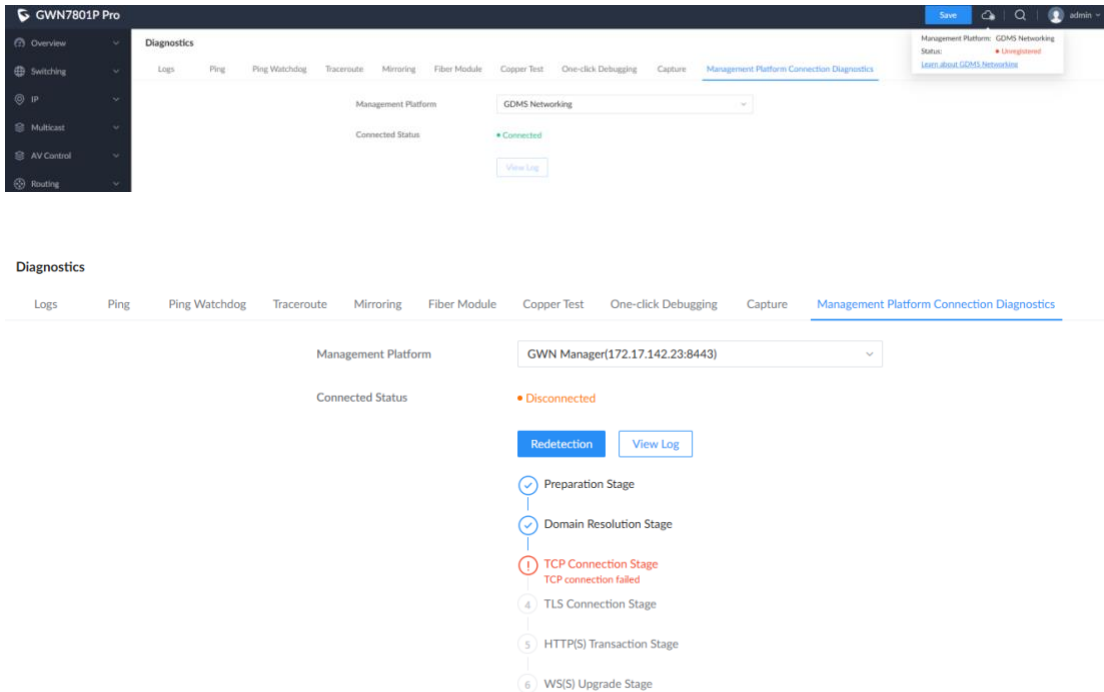 GWN7801P Pro
Save
admin
Management Platform: GDMS Networking
Status: Unregistered
Learn about GDMS Networking
Overview
Switching
IP
Multicast
AV Control
Routing
Diagnostics
Logs Ping Ping Watchdog Traceroute Mirroring Fiber Module Copper Test One-click Debugging Capture Management Platform Connection Diagnostics
Management Platform GDMS Networking
Connected Status Connected
View Log
Diagnostics
Logs Ping Ping Watchdog Traceroute Mirroring Fiber Module Copper Test One-click Debugging Capture Management Platform Connection Diagnostics
Management Platform GWN Manager(172.17.142.23:8443)
Connected Status Disconnected
Redetection View Log
Preparation Stage
Domain Resolution Stage
! TCP Connection Stage
TCP connection failed
4 TLS Connection Stage
5 HTTP(S) Transaction Stage
6 WS(S) Upgrade Stage